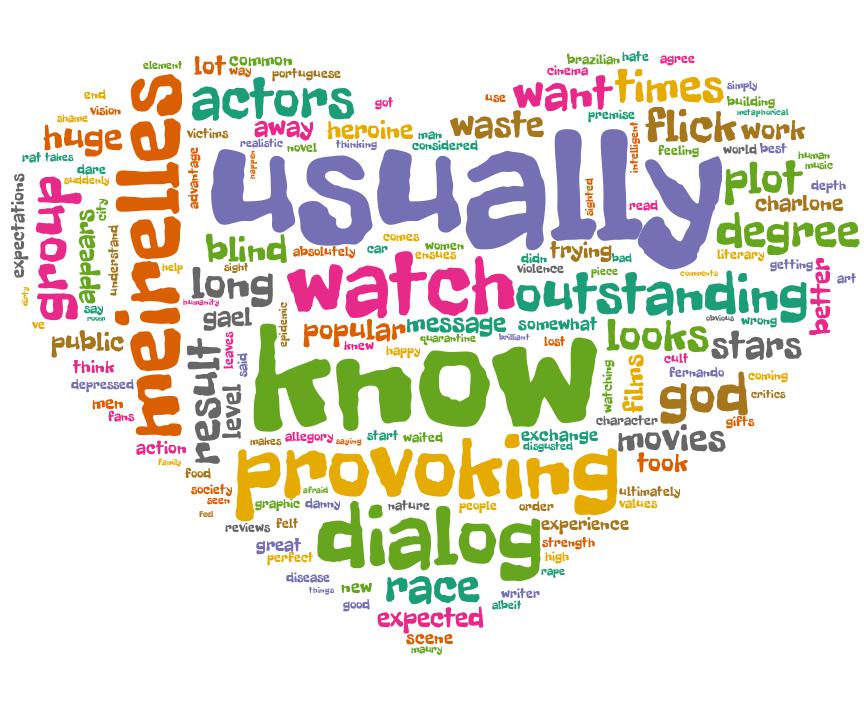 element
lot
common
way
portuguese
brazilian
hate
agree
cinema
end
vision
shame
huge
rat
takes
dare
suddenly
meirelles
actors
got
use
want
times
simply
building
metaphorical
premise
flick
work
victims
away
heroine
man
waste
realistic
novel
thinking
considered
advantage
happen
usually
sighted
intelligent
feeling
world
best
human
music
read
plot
depth
charlone
degree
literary
expectations
group
appears
city
understand
help
dirty
ve
say
room
blind
absolutely
car
comes
ensues
women
didn
trying
bad
violence
piece
comments
getting
art
better
sight
long
humanity
watch
outstanding
obvious
wrong
gael
epidemic
popular
message
somewhat
knew
quarantine
brilliant
lost
happy
looks
stars
public
think
depressed
men
fans
result
leaves
said
level
know
watching
films
cult
fernando
coming
god
critics
gifts
character
movies
action
family
makes
allegory
saying
start
waited
exchange
disgusted
took
food
society
seen
feel
provoking
ultimately
values
afraid
graphic
danny
nature
people
order
reviews
felt
dialog
experience
great
perfect
strength
high
rape
disease
things
new
good
race
writer
albeit
expected
scene
maury